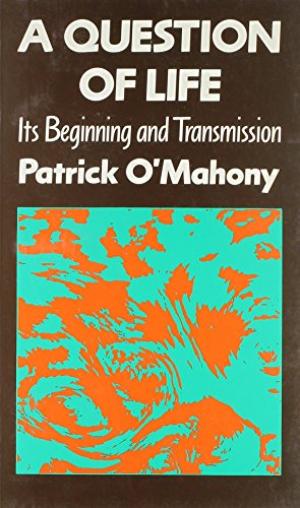 A QUESTION
OF LIFE
Its Beginning and Transmission
Patrick O'Mahony